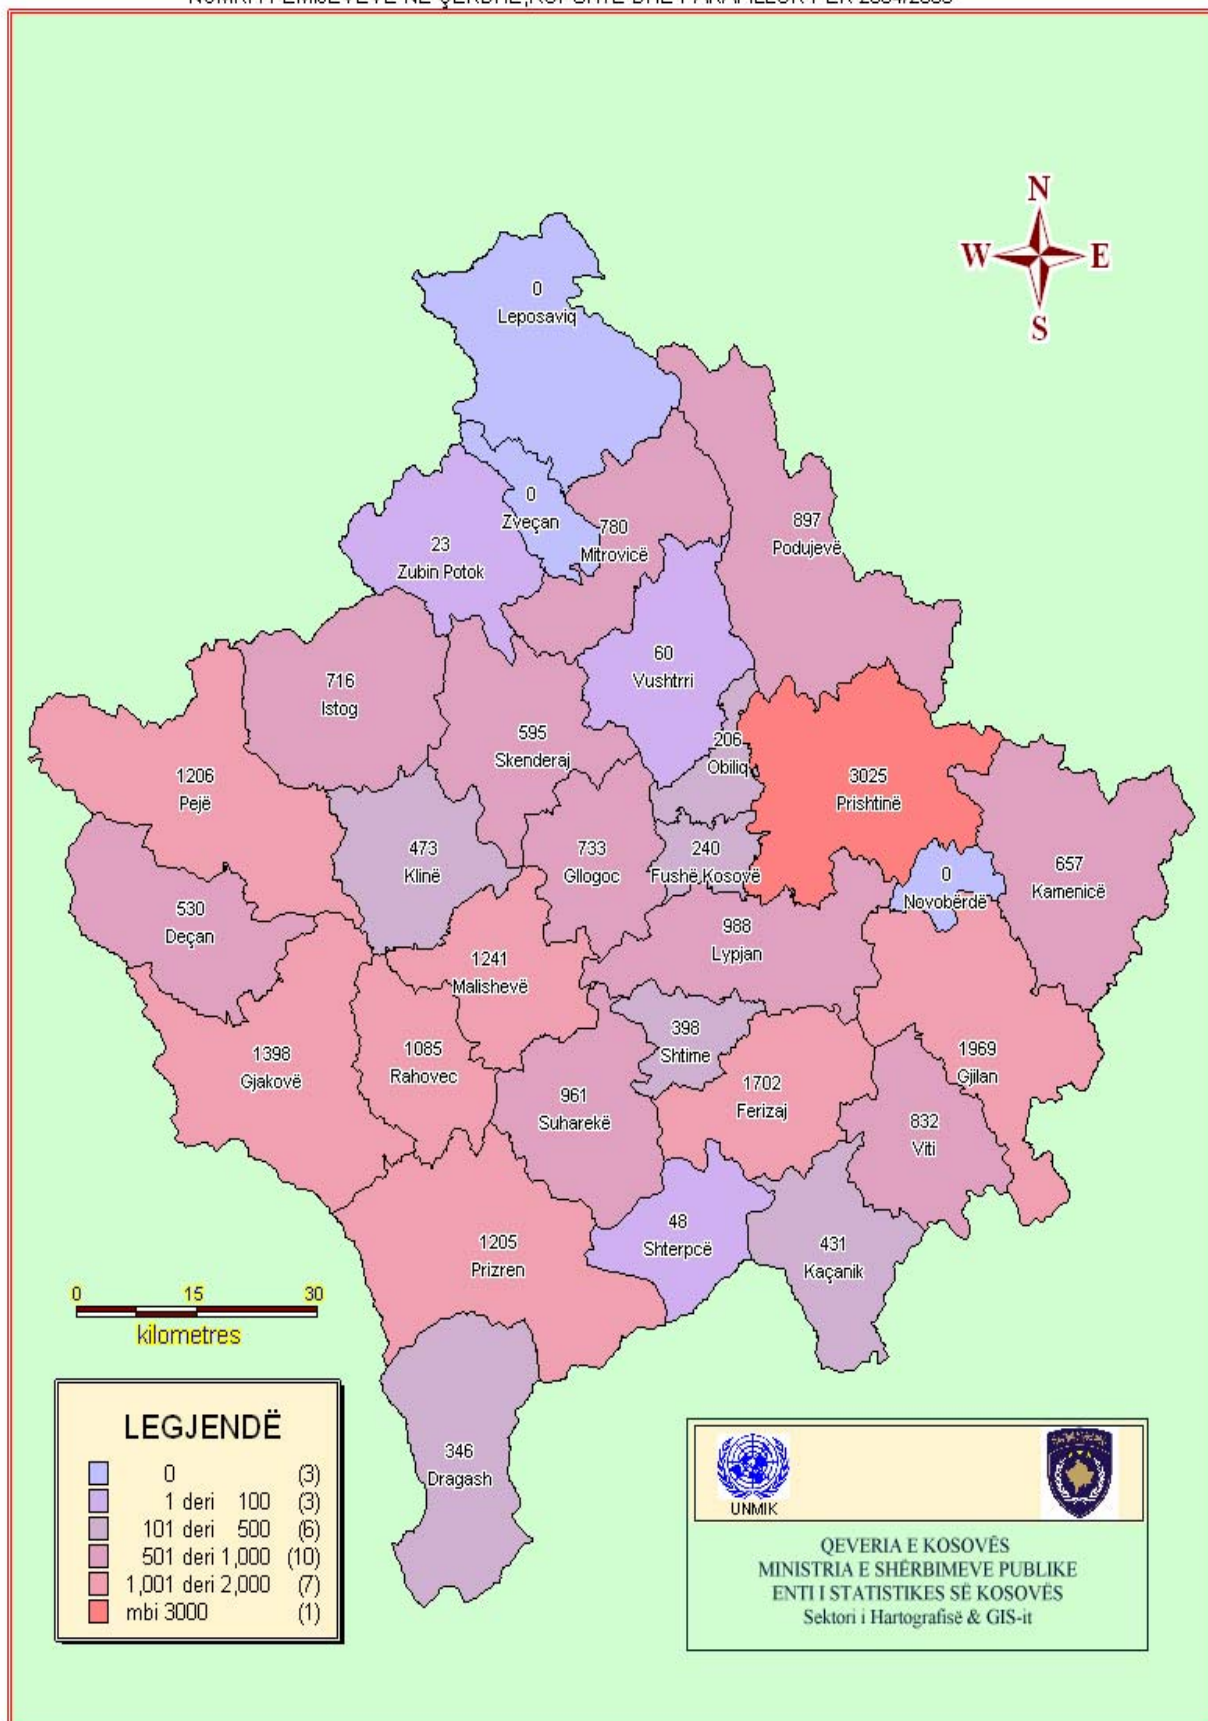 N
W E
S
0
Leposaviq
0
Zveçan
780
Mitrovicë
897
Podujevë
23
Zubin Potok
60
Vushtrri
716
Istog
595
Skenderaj
206
Obiliq
1206
Pejë
3025
Prishtinë
473
Klinë
733
Gllogoc
240
Fushë Kosovë
657
Kamenicë
0
Novobërdë
530
Deçan
988
Lypjan
1241
Malishevë
398
Shtime
1398
Gjakovë
1085
Rahovec
1969
Gjilan
1702
Ferizaj
961
Suharekë
832
Viti
1205
Prizren
48
Shterpcë
431
Kaçanik
346
Dragash
0 15 30
kilometres
LEGJENDË
0 (3)
1 deri 100 (3)
101 deri 500 (6)
501 deri 1,000 (10)
1,001 deri 2,000 (7)
mbi 3000 (1)
UNMIK
QEVERIA E KOSOVËS
MINISTRIA E SHËRBIMEVE PUBLIKE
ENTI I STATISTIKES SË KOSOVËS
Sektori i Hartografisë & GIS-it